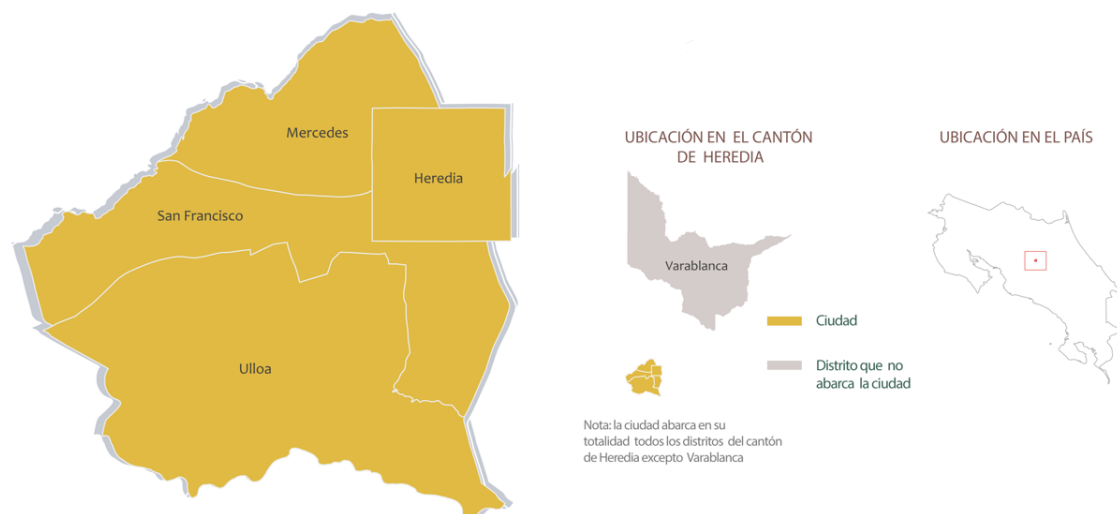 Mercedes
Heredia
San Francisco
Ulloa
UBICACIÓN EN EL CANTÓN
DE HEREDIA
Varablanca
Nota: la ciudad abarca en su
totalidad todos los distritos del cantón
de Heredia excepto Varablanca
Ciudad
Distrito que no
abarca la ciudad
UBICACIÓN EN EL PAÍS